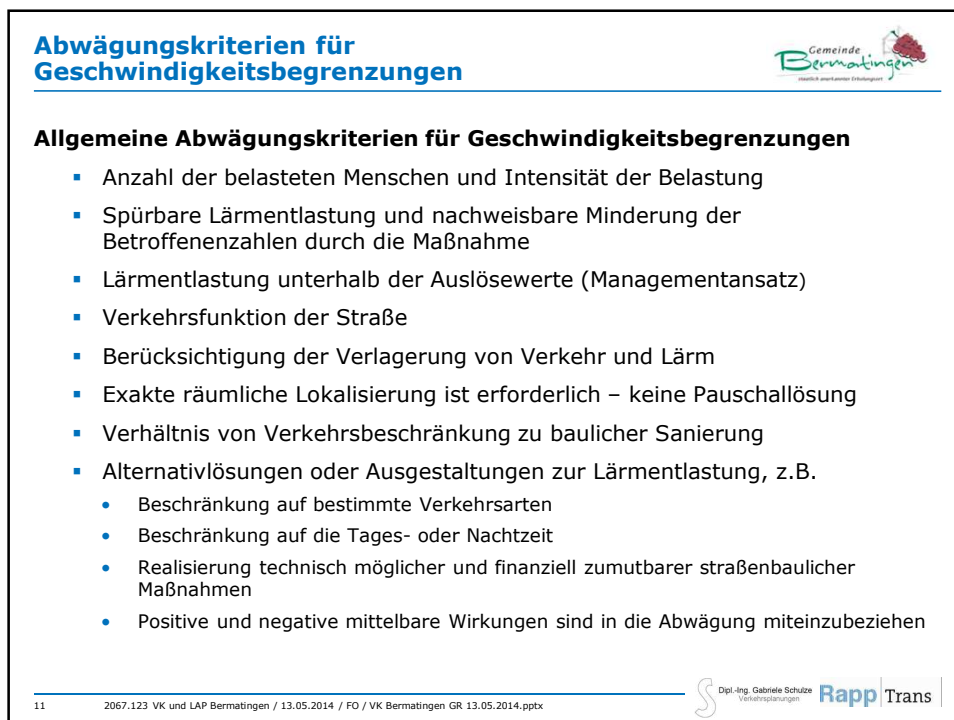 Abwägungskriterien für
Geschwindigkeitsbegrenzungen
Gemeinde
Bermatingen
staatlich anerkannter Erholungsort
Allgemeine Abwägungskriterien für Geschwindigkeitsbegrenzungen
▪ Anzahl der belasteten Menschen und Intensität der Belastung
▪ Spürbare Lärmentlastung und nachweisbare Minderung der
Betroffenenzahlen durch die Maßnahme
▪ Lärmentlastung unterhalb der Auslösewerte (Managementansatz)
▪ Verkehrsfunktion der Straße
▪ Berücksichtigung der Verlagerung von Verkehr und Lärm
▪ Exakte räumliche Lokalisierung ist erforderlich – keine Pauschallösung
▪ Verhältnis von Verkehrsbeschränkung zu baulicher Sanierung
▪ Alternativlösungen oder Ausgestaltungen zur Lärmentlastung, z.B.
• Beschränkung auf bestimmte Verkehrsarten
• Beschränkung auf die Tages- oder Nachtzeit
• Realisierung technisch möglicher und finanziell zumutbarer straßenbaulicher
Maßnahmen
• Positive und negative mittelbare Wirkungen sind in die Abwägung miteinzubeziehen
11 2067.123 VK und LAP Bermatingen / 13.05.2014 / FO / VK Bermatingen GR 13.05.2014.pptx
Dipl.-Ing. Gabriele Schulze
Verkehrsplanungen
Rapp Trans